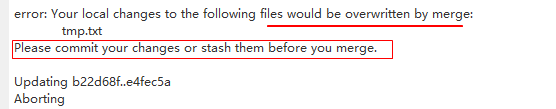 error: Your local changes to the following files would be overwritten by merge:
tmp.txt
Please commit your changes or stash them before you merge.
Updating b22d68f..e4fec5a
Aborting